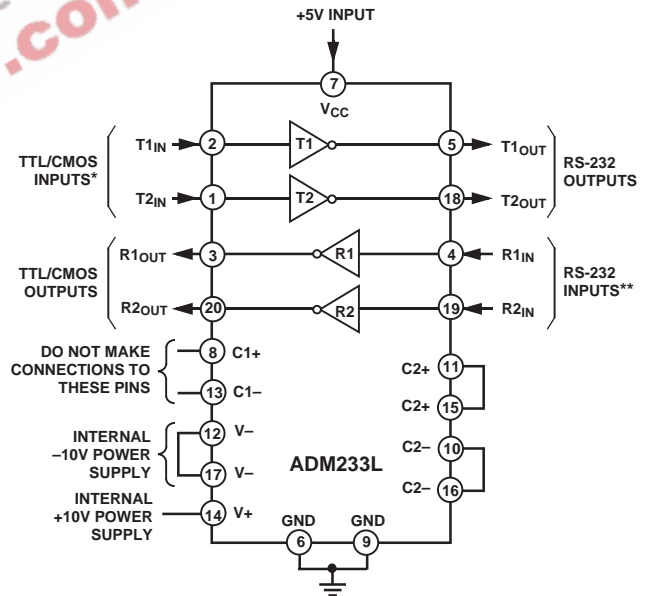 .com
+5V INPUT
7
VCC
TTL/CMOS
INPUTS*
T1IN
2
T1
5
T1OUT
T2IN
1
T2
18
T2OUT
RS-232
OUTPUTS
TTL/CMOS
OUTPUTS
R1OUT
3
R1
4
R1IN
R2OUT
20
R2
19
R2IN
RS-232
INPUTS**
DO NOT MAKE
CONNECTIONS TO
THESE PINS
8
C1+
13
C1–
C2+
11
C2+
15
INTERNAL
–10V POWER
SUPPLY
12
V–
17
V–
C2–
10
C2–
16
ADM233L
INTERNAL
+10V POWER
SUPPLY
14
V+
GND
GND
6
9